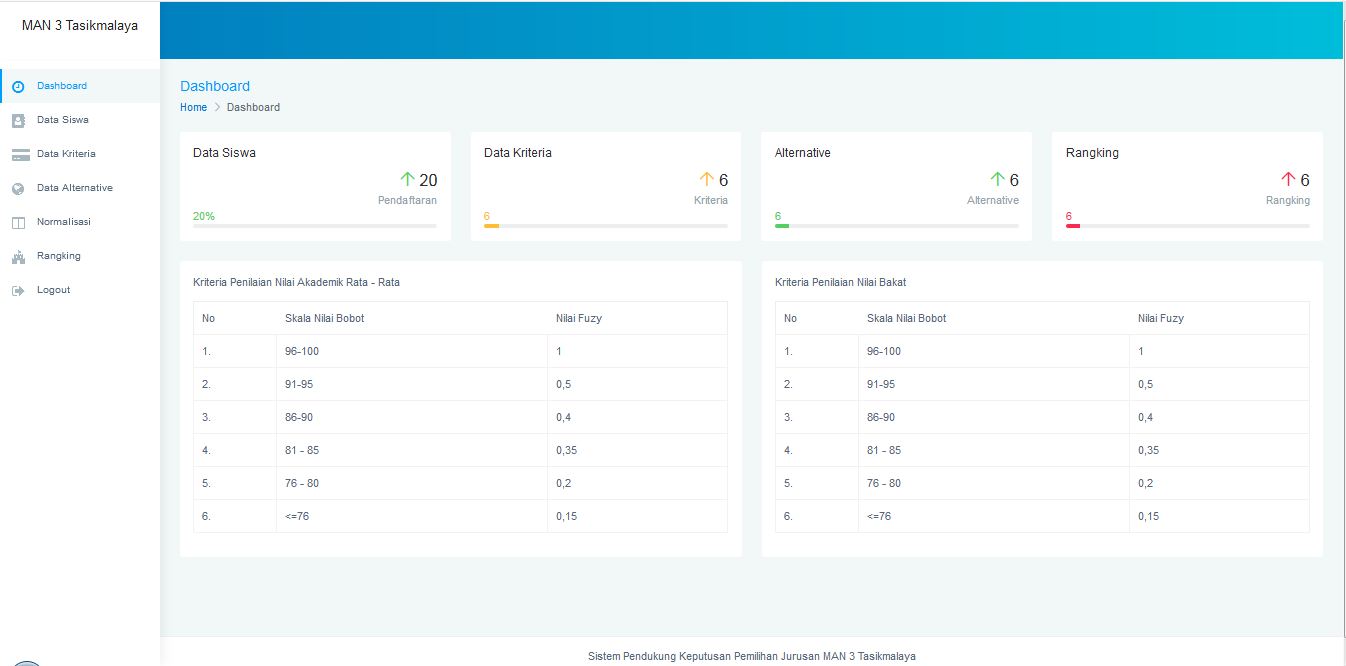 MAN 3 Tasikmalaya
Dashboard
Data Siswa
Data Kriteria
Data Alternative
Normalisasi
Rangking
Logout
Dashboard
Home > Dashboard
Data Siswa
20
Pendaftaran
20%
Data Kriteria
6
Kriteria
6
Alternative
6
Alternative
6
Rangking
6
Rangking
6
Kriteria Penilaian Nilai Akademik Rata - Rata
No Skala Nilai Bobot Nilai Fuzy
1. 96-100 1
2. 91-95 0,5
3. 86-90 0,4
4. 81 - 85 0,35
5. 76 - 80 0,2
6. <=76 0,15
Kriteria Penilaian Nilai Bakat
No Skala Nilai Bobot Nilai Fuzy
1. 96-100 1
2. 91-95 0,5
3. 86-90 0,4
4. 81 - 85 0,35
5. 76 - 80 0,2
6. <=76 0,15
Sistem Pendukung Keputusan Pemilihan Jurusan MAN 3 Tasikmalaya